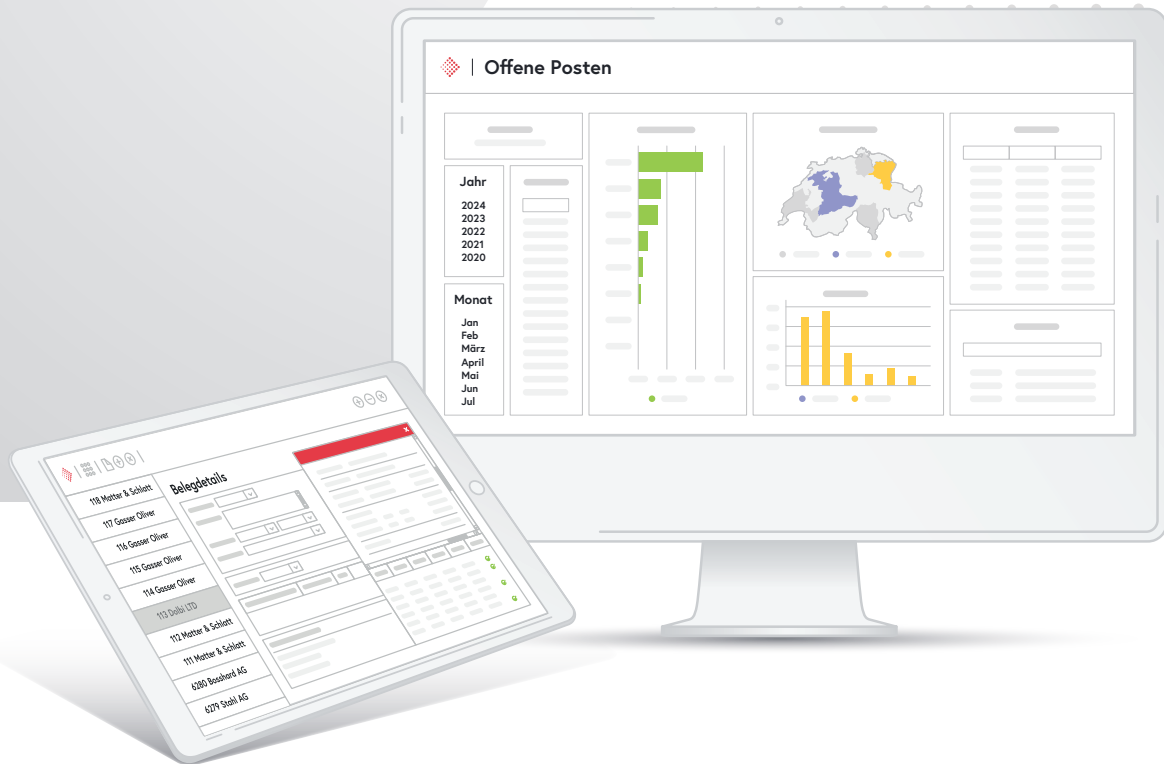 Offene Posten
Jahr
2024
2023
2022
2021
2020
Monat
Jan
Feb
März
April
Mai
Jun
Jul
Belegdetails
118 Matter & Schlatt
117 Gasser Oliver
116 Gasser Oliver
115 Gasser Oliver
114 Gasser Oliver
113 Dolbi LTD
112 Matter & Schlatt
111 Matter & Schlatt
6280 Bosshard AG
6279 Stahl AG